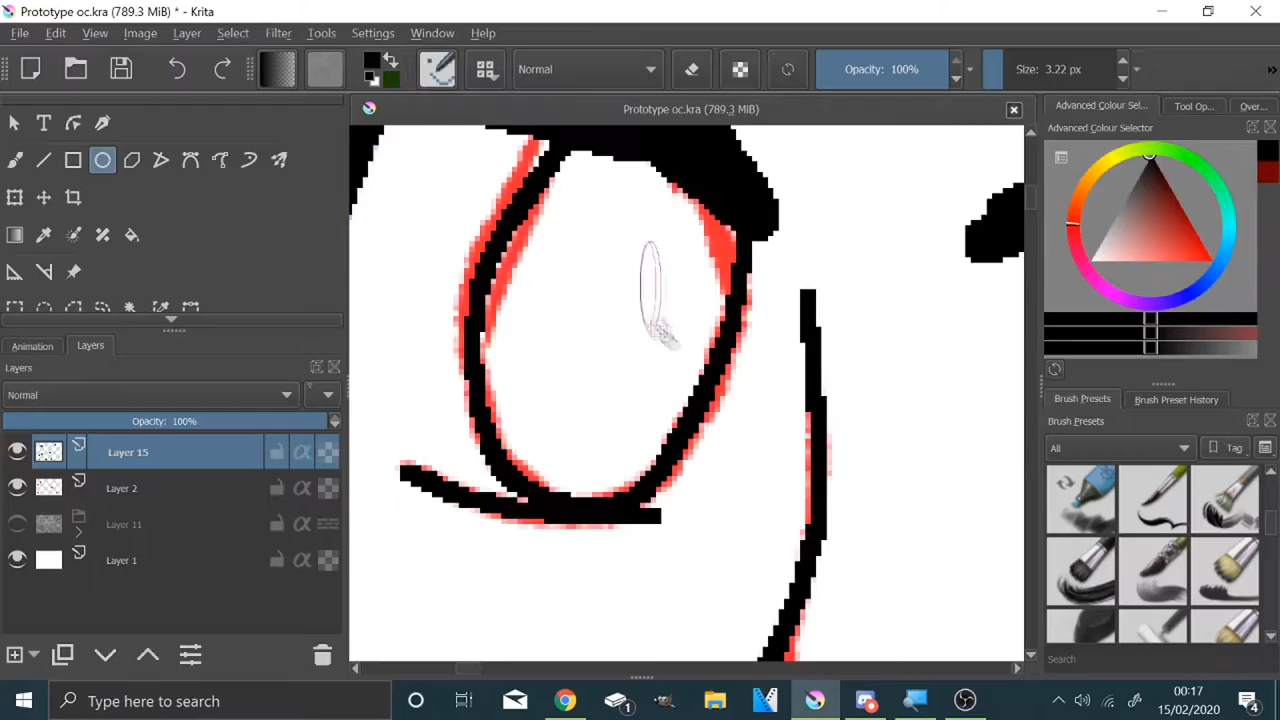 Prototype oc.kra (789.3 MiB) * - Krita
File Edit View Image Layer Select Filter Tools Settings Window Help
Normal Opacity: 100% Size: 3.22 px »
Prototype oc.kra (789.3 MiB)
Advanced Colour Sel... Tool Op... Over...
Advanced Colour Selector
Animation Layers
Layers
Normal
Opacity: 100%
Layer 15
Layer 2
Layer 11
Layer 1
Brush Presets Brush Preset History
Brush Presets
All Tag
Search
Type here to search
1
00:17
15/02/2020
4